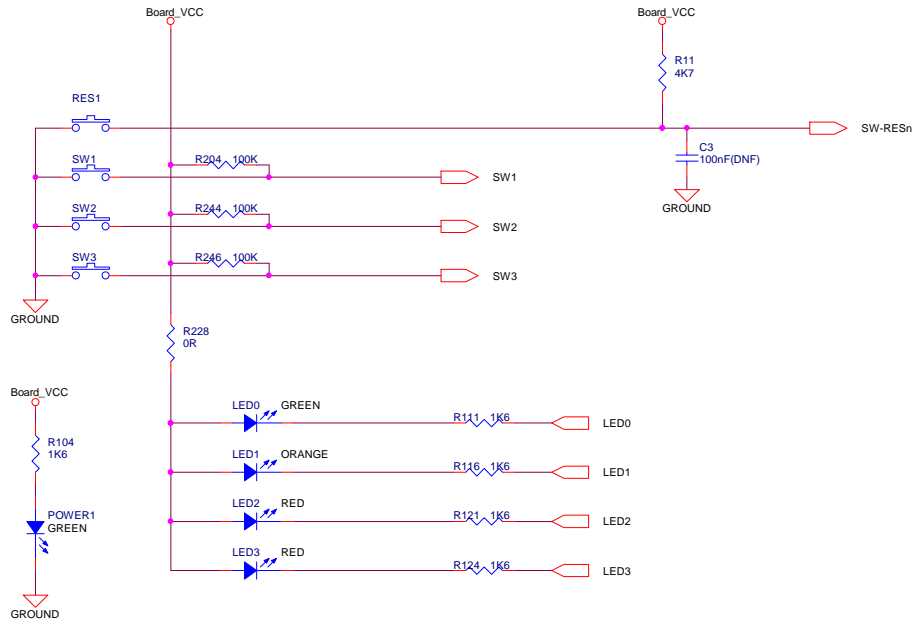 Board_VCC
Board_VCC
R11
4K7
RES1
SW-RESn
C3
100nF(DNF)
GROUND
SW1
R204 100K
SW1
SW2
R244 100K
SW2
SW3
R246 100K
SW3
GROUND
R228
0R
Board_VCC
R104
1K6
POWER1
GREEN
GROUND
LED0 GREEN
R111 1K6
LED0
LED1 ORANGE
R116 1K6
LED1
LED2 RED
R121 1K6
LED2
LED3 RED
R124 1K6
LED3